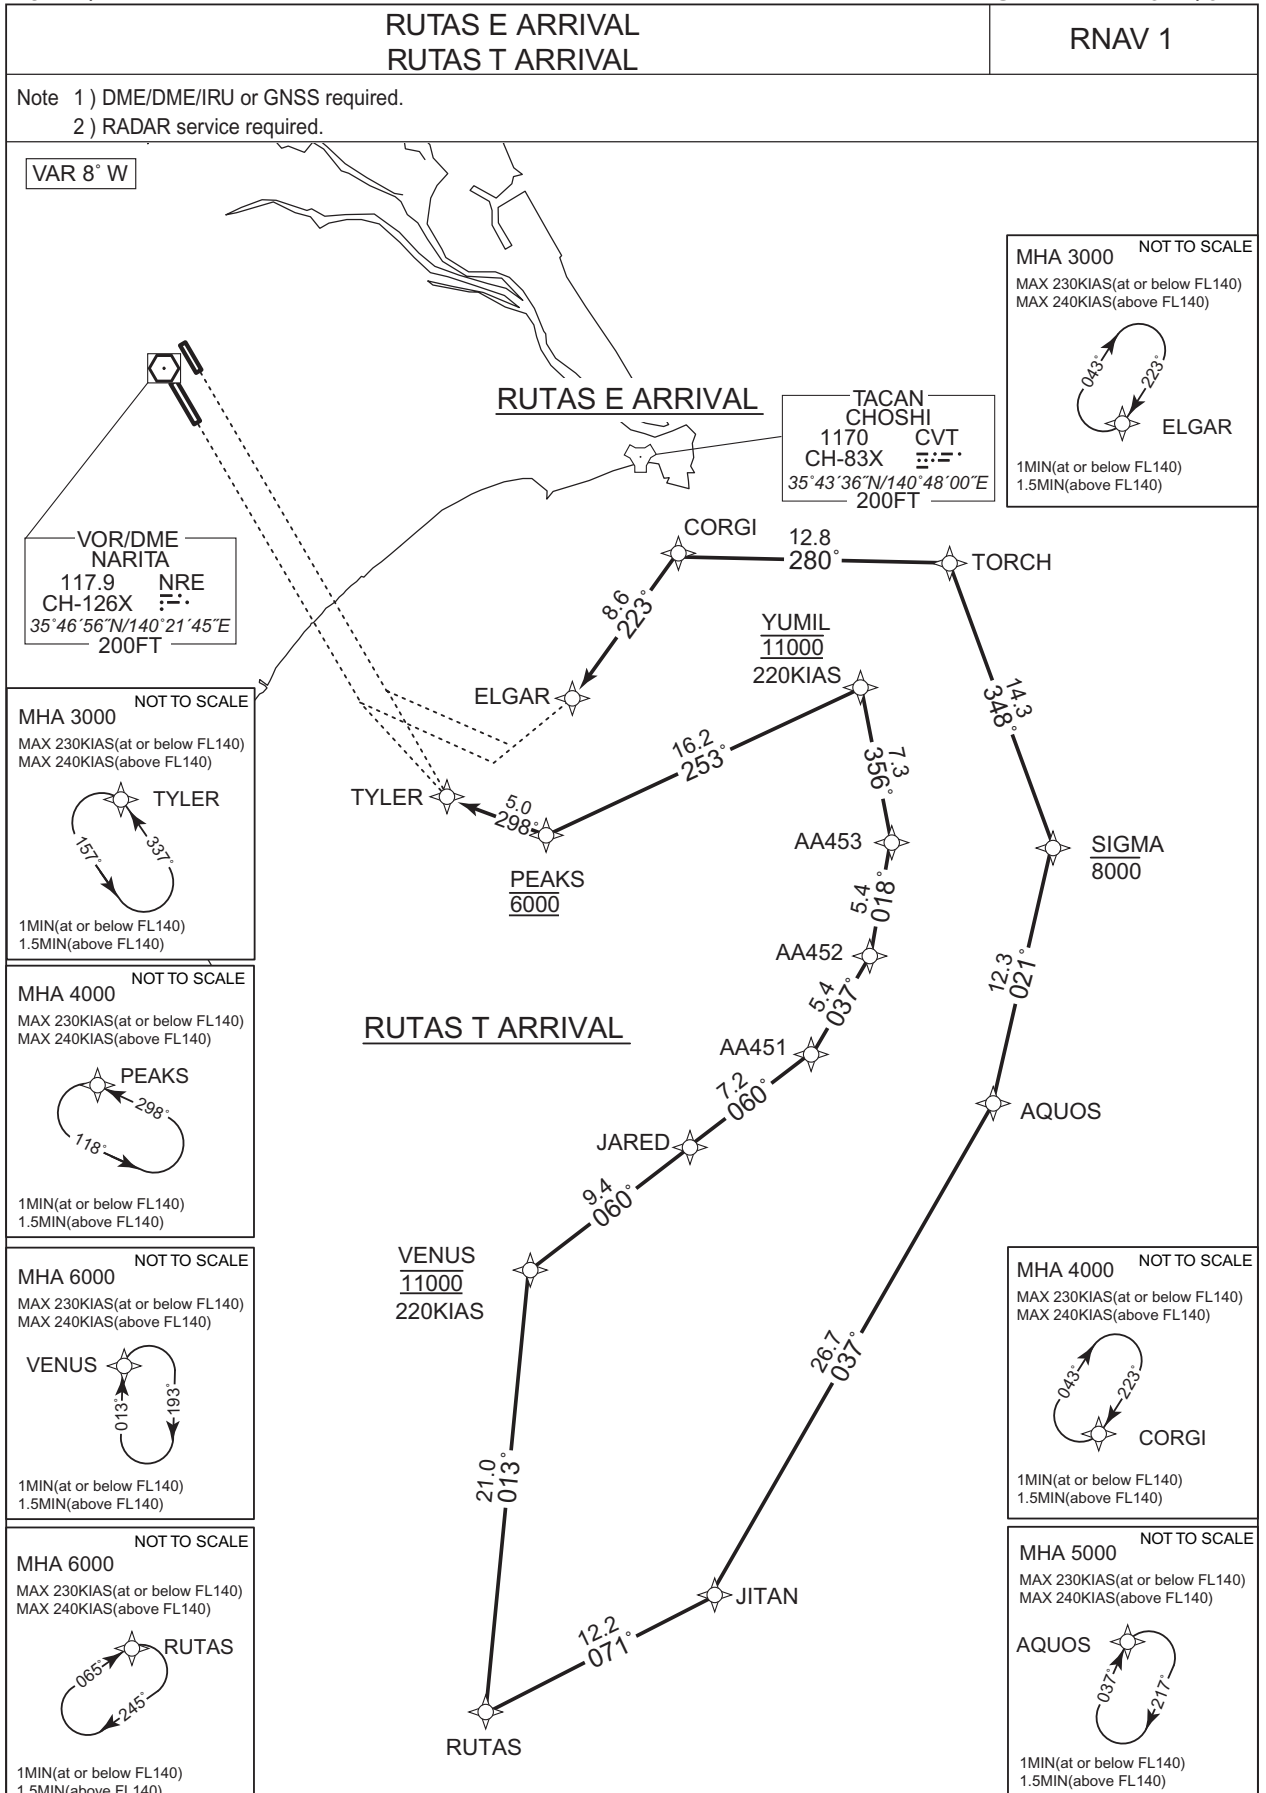 RUTAS E ARRIVAL
RUTAS T ARRIVAL
RNAV 1
Note 1 ) DME/DME/IRU or GNSS required.
2 ) RADAR service required.
VAR 8° W
NOT TO SCALE
MHA 3000
MAX 230KIAS(at or below FL140)
MAX 240KIAS(above FL140)
043°
223°
ELGAR
1MIN(at or below FL140)
1.5MIN(above FL140)
RUTAS E ARRIVAL
TACAN
CHOSHI
1170 CVT
CH-83X
35°43´36˝N/140°48´00˝E
200FT
VOR/DME
NARITA
117.9 NRE
CH-126X
35°46´56˝N/140°21´45˝E
200FT
CORGI
12.8
280°
TORCH
8.6
223°
YUMIL
11000
220KIAS
ELGAR
14.3
348°
16.2
253°
7.3
356°
TYLER
5.0
298°
AA453
SIGMA
8000
PEAKS
6000
5.4
018°
AA452
12.3
021°
5.4
037°
RUTAS T ARRIVAL
AA451
7.2
060°
AQUOS
JARED
9.4
060°
VENUS
11000
220KIAS
26.7
037°
21.0
013°
JITAN
12.2
071°
RUTAS
NOT TO SCALE
MHA 3000
MAX 230KIAS(at or below FL140)
MAX 240KIAS(above FL140)
TYLER
157°
337°
1MIN(at or below FL140)
1.5MIN(above FL140)
NOT TO SCALE
MHA 4000
MAX 230KIAS(at or below FL140)
MAX 240KIAS(above FL140)
PEAKS
298°
118°
1MIN(at or below FL140)
1.5MIN(above FL140)
NOT TO SCALE
MHA 6000
MAX 230KIAS(at or below FL140)
MAX 240KIAS(above FL140)
VENUS
013°
193°
1MIN(at or below FL140)
1.5MIN(above FL140)
NOT TO SCALE
MHA 6000
MAX 230KIAS(at or below FL140)
MAX 240KIAS(above FL140)
RUTAS
065°
245°
1MIN(at or below FL140)
1.5MIN(above FL140)
NOT TO SCALE
MHA 4000
MAX 230KIAS(at or below FL140)
MAX 240KIAS(above FL140)
043°
223°
CORGI
1MIN(at or below FL140)
1.5MIN(above FL140)
NOT TO SCALE
MHA 5000
MAX 230KIAS(at or below FL140)
MAX 240KIAS(above FL140)
AQUOS
037°
217°
1MIN(at or below FL140)
1.5MIN(above FL140)